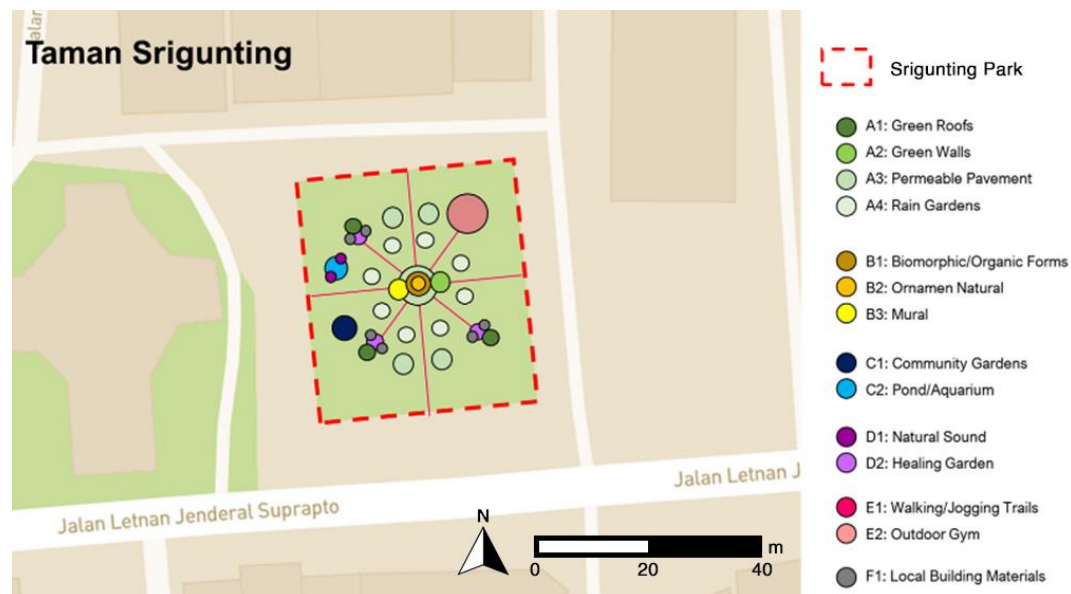 Jalan
Taman Srigunting
Srigunting Park
A1: Green Roofs
A2: Green Walls
A3: Permeable Pavement
A4: Rain Gardens
B1: Biomorphic/Organic Forms
B2: Ornamen Natural
B3: Mural
C1: Community Gardens
C2: Pond/Aquarium
D1: Natural Sound
D2: Healing Garden
E1: Walking/Jogging Trails
E2: Outdoor Gym
F1: Local Building Materials
Jalan Letnan J
Jalan Letnan Jenderal Suprapto
N
m
0 20 40